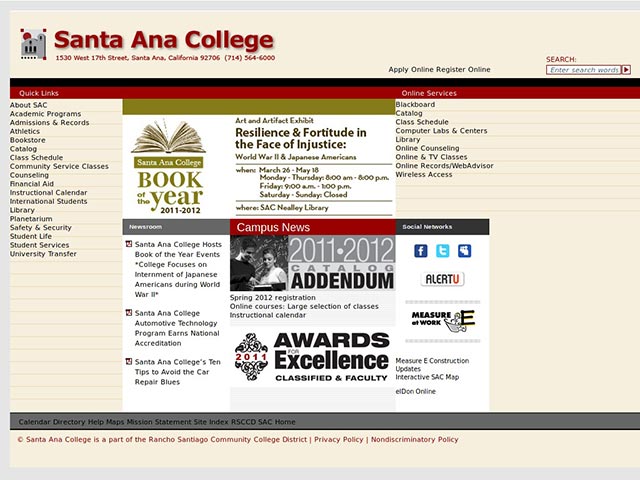 Santa Ana College
1530 West 17th Street, Santa Ana, California 92706 (714) 564-6000
Apply Online Register Online
SEARCH:
Enter search words
Quick Links
About SAC
Academic Programs
Admissions & Records
Athletics
Bookstore
Catalog
Class Schedule
Community Service Classes
Counseling
Financial Aid
Instructional Calendar
International Students
Library
Planetarium
Safety & Security
Student Life
Student Services
University Transfer
Santa Ana College
BOOK
of the year
2011-2012
Art and Artifact Exhibit
Resilience & Fortitude in
the Face of Injustice:
World War II & Japanese Americans
when: March 26 - May 18
Monday - Thursday: 8:00 am - 8:00 pm.
Friday: 9:00 a.m. - 1:00 p.m.
Saturday - Sunday: Closed
where: SAC Nealley Library
Online Services
Blackboard
Catalog
Class Schedule
Computer Labs & Centers
Library
Online Counseling
Online & TV Classes
Online Records/WebAdvisor
Wireless Access
Newsroom
Santa Ana College Hosts
Book of the Year Events
*College Focuses on
Internment of Japanese
Americans during World
War II*
Santa Ana College
Automotive Technology
Program Earns National
Accreditation
Santa Ana College's Ten
Tips to Avoid the Car
Repair Blues
Campus News
2011•2012
CATALOG
ADDENDUM
Spring 2012 registration
Online courses: Large selection of classes
Instructional calendar
2011
AWARDS
FOR
Excellence
CLASSIFIED & FACULTY
Social Networks
ALERTU
MEASURE
at WORK
E
Measure E Construction
Updates
Interactive SAC Map
elDon Online
Calendar Directory Help Maps Mission Statement Site Index RSCCD SAC Home
© Santa Ana College is a part of the Rancho Santiago Community College District | Privacy Policy | Nondiscriminatory Policy